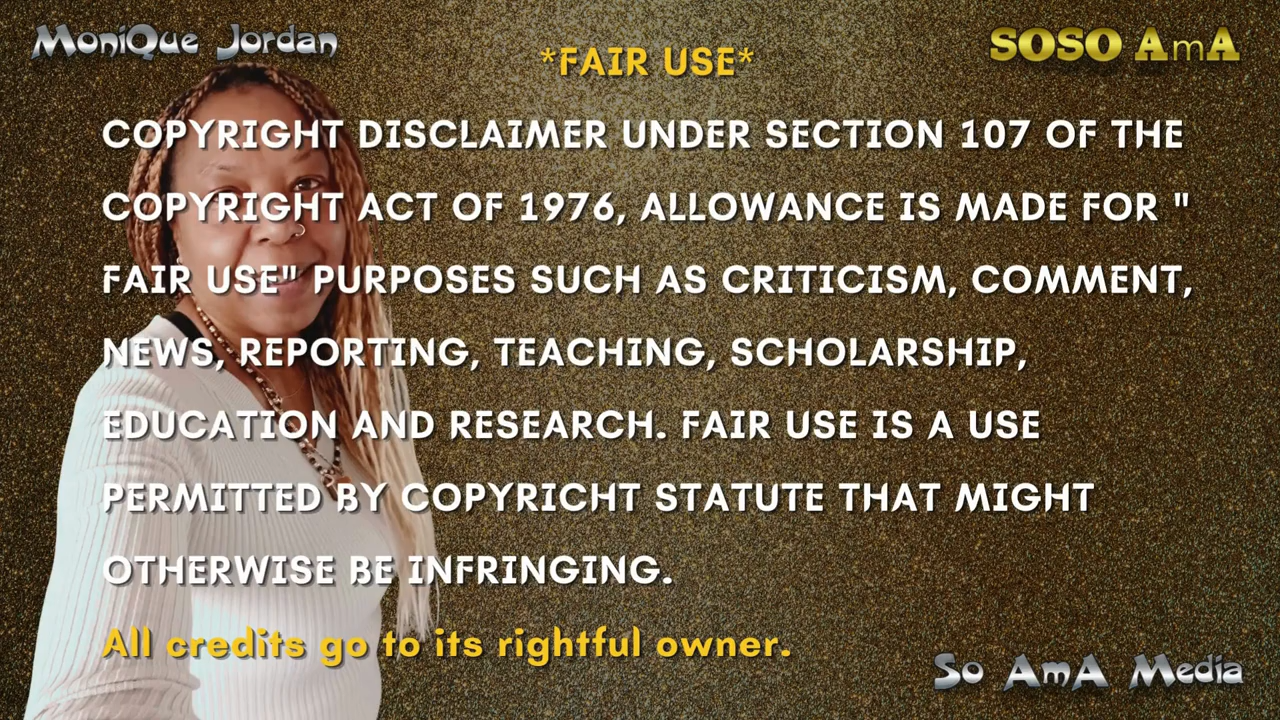 MoniQue Jordan
SOSO AmA
*FAIR USE*
COPYRIGHT DISCLAIMER UNDER SECTION 107 OF THE
COPYRIGHT ACT OF 1976, ALLOWANCE IS MADE FOR "
FAIR USE" PURPOSES SUCH AS CRITICISM, COMMENT,
NEWS, REPORTING, TEACHING, SCHOLARSHIP,
EDUCATION AND RESEARCH. FAIR USE IS A USE
PERMITTED BY COPYRICHT STATUTE THAT MIGHT
OTHERWISE BE INFRINGING.
All credits go to its rightful owner.
So AmA Media